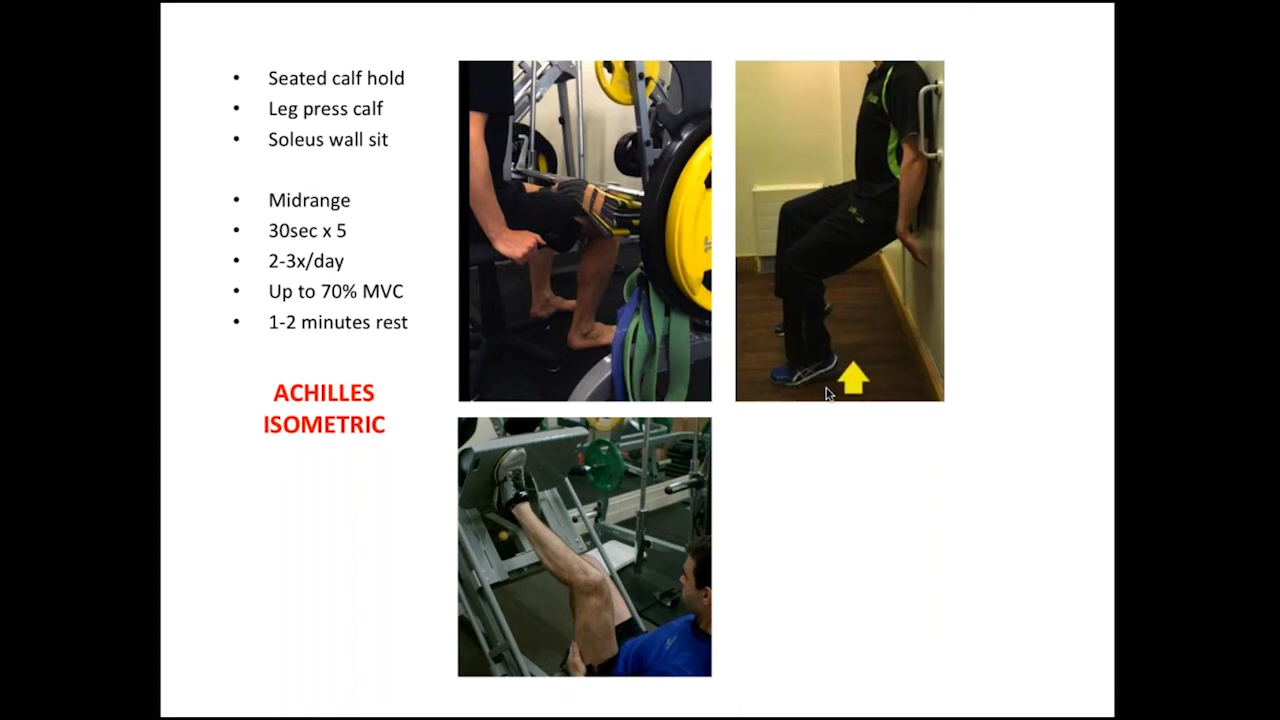 • Seated calf hold
• Leg press calf
• Soleus wall sit
• Midrange
• 30sec x 5
• 2-3x/day
• Up to 70% MVC
• 1-2 minutes rest
ACHILLES
ISOMETRIC